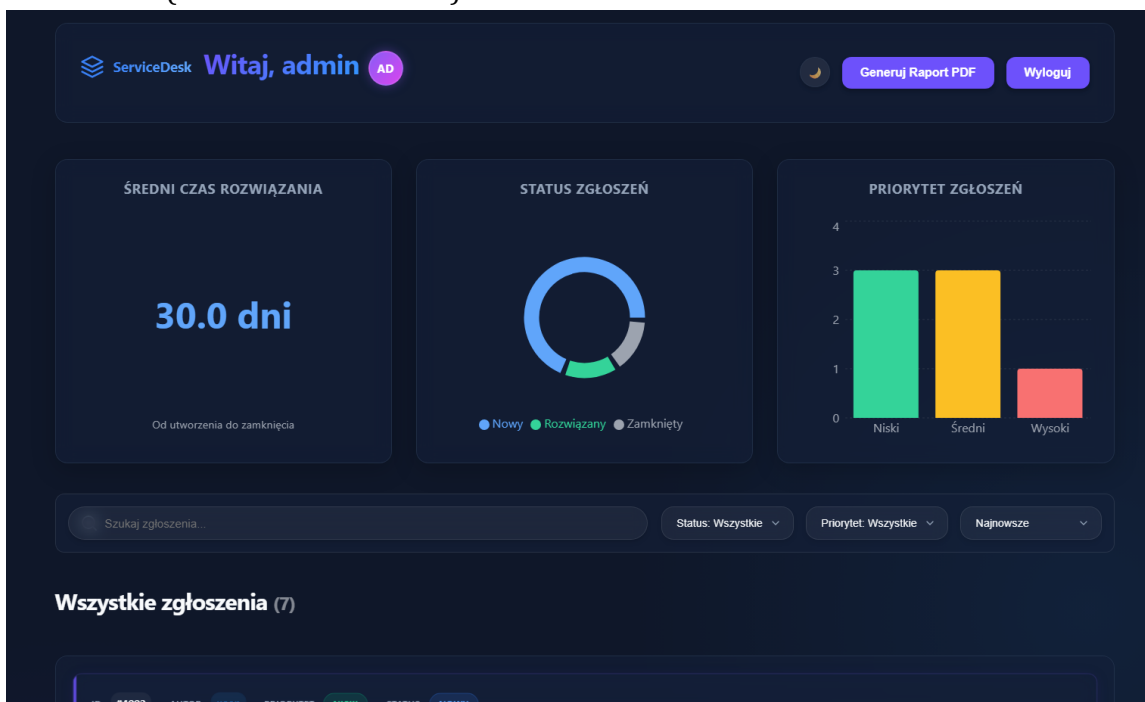 ServiceDesk Witaj, admin AD
Generuj Raport PDF Wyloguj
ŚREDNI CZAS ROZWIĄZANIA
30.0 dni
Od utworzenia do zamknięcia
STATUS ZGŁOSZEŃ
Nowy Rozwiązany Zamknięty
PRIORYTET ZGŁOSZEŃ
4
3
2
1
0
Niski Średni Wysoki
Szukaj zgłoszenia...
Status: Wszystkie
Priorytet: Wszystkie
Najnowsze
Wszystkie zgłoszenia (7)